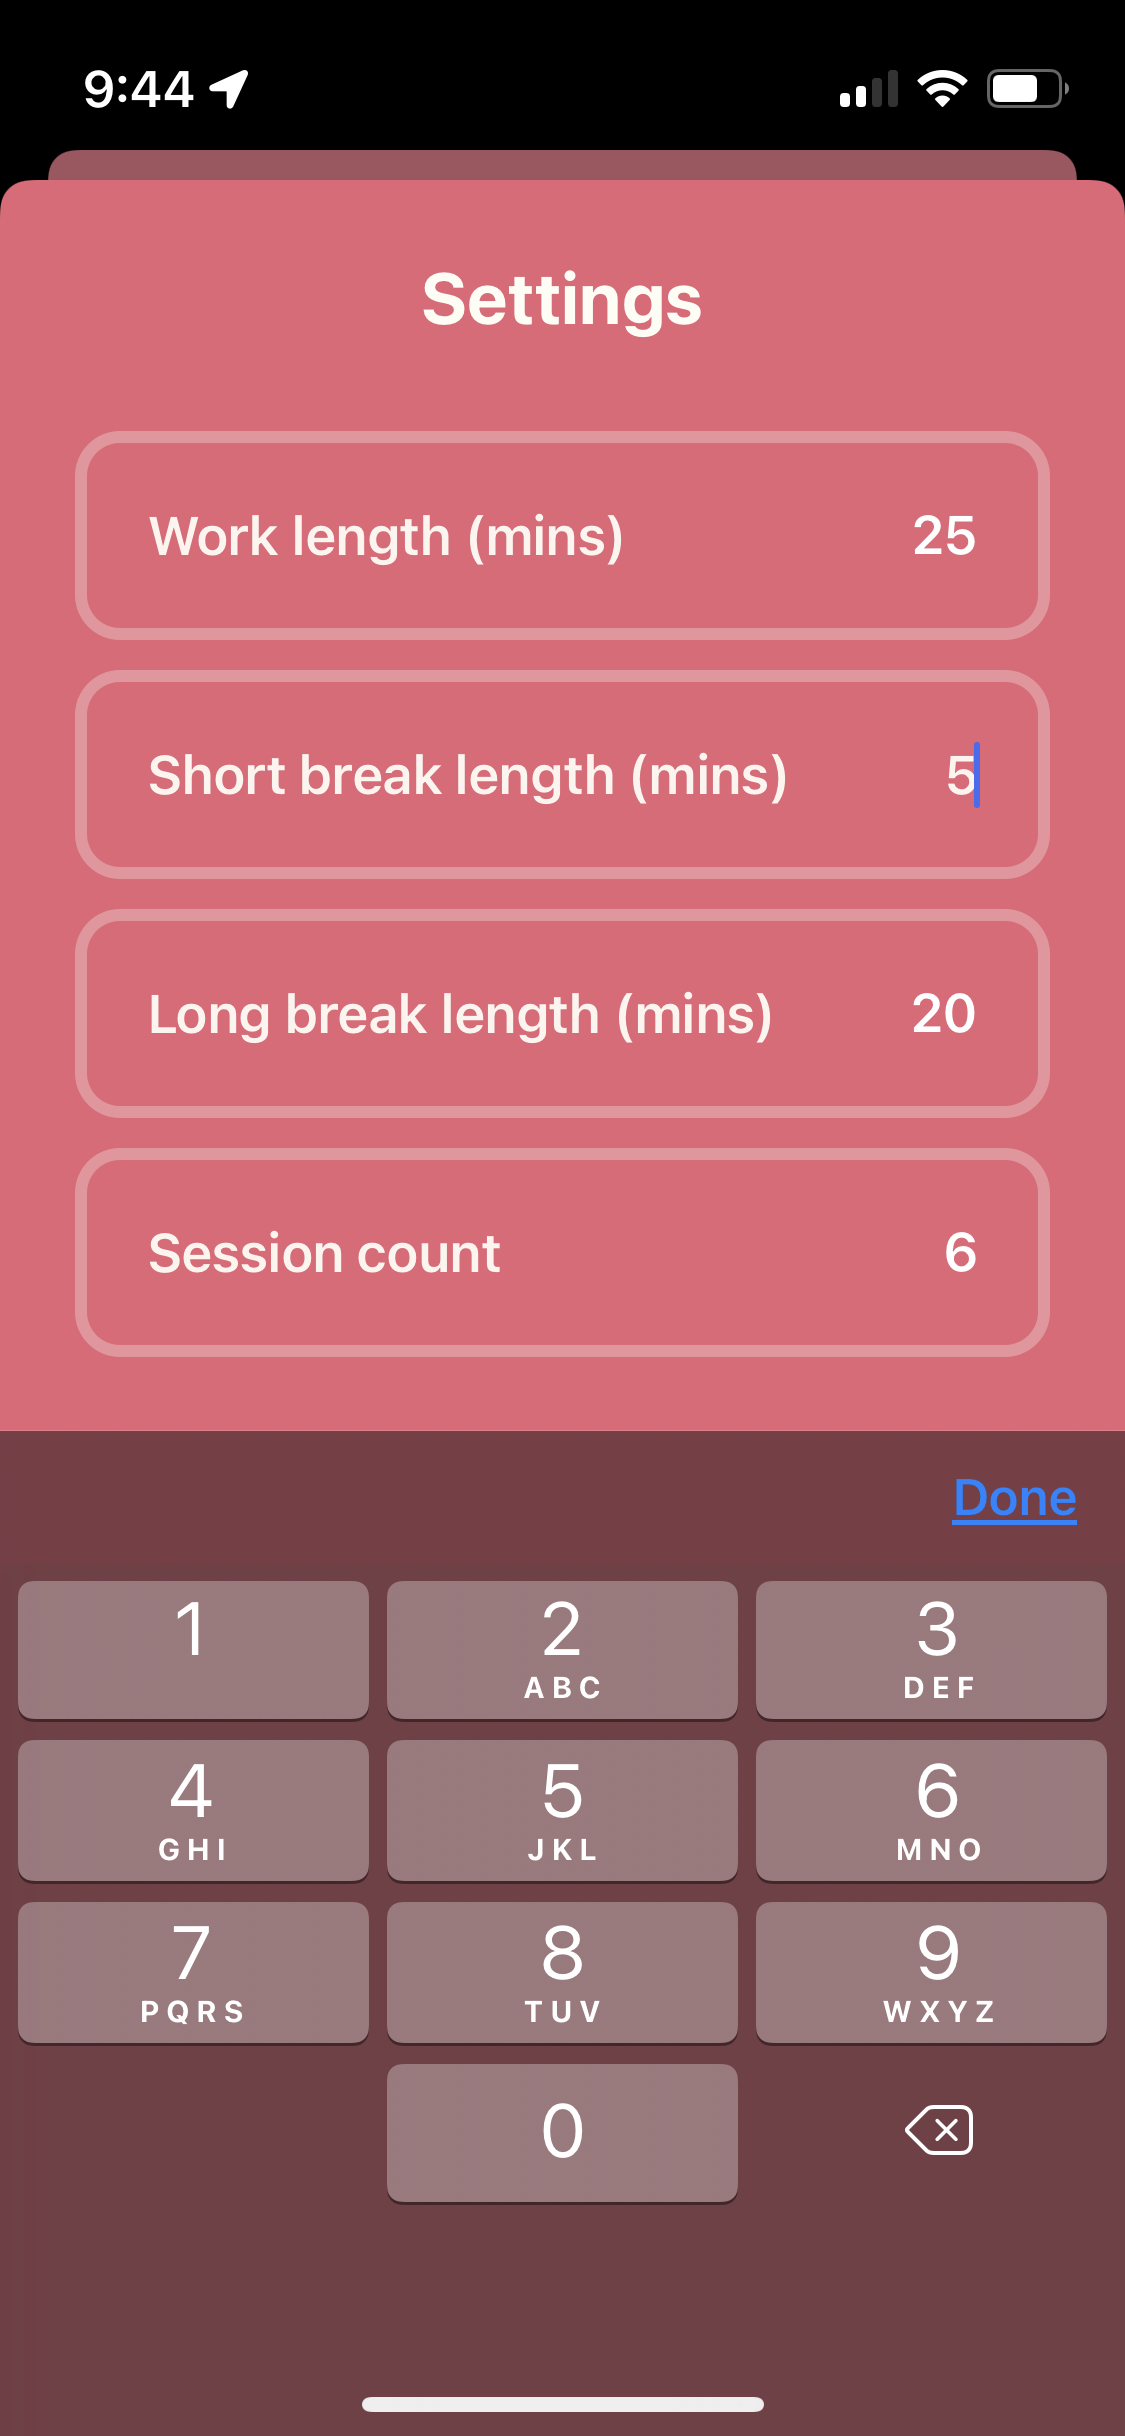 9:44
Settings
Work length (mins) 25
Short break length (mins) 5
Long break length (mins) 20
Session count 6
Done
1 2 3
ABC DEF
4 5 6
GHI JKL MNO
7 8 9
PQRS TUV WXYZ
0